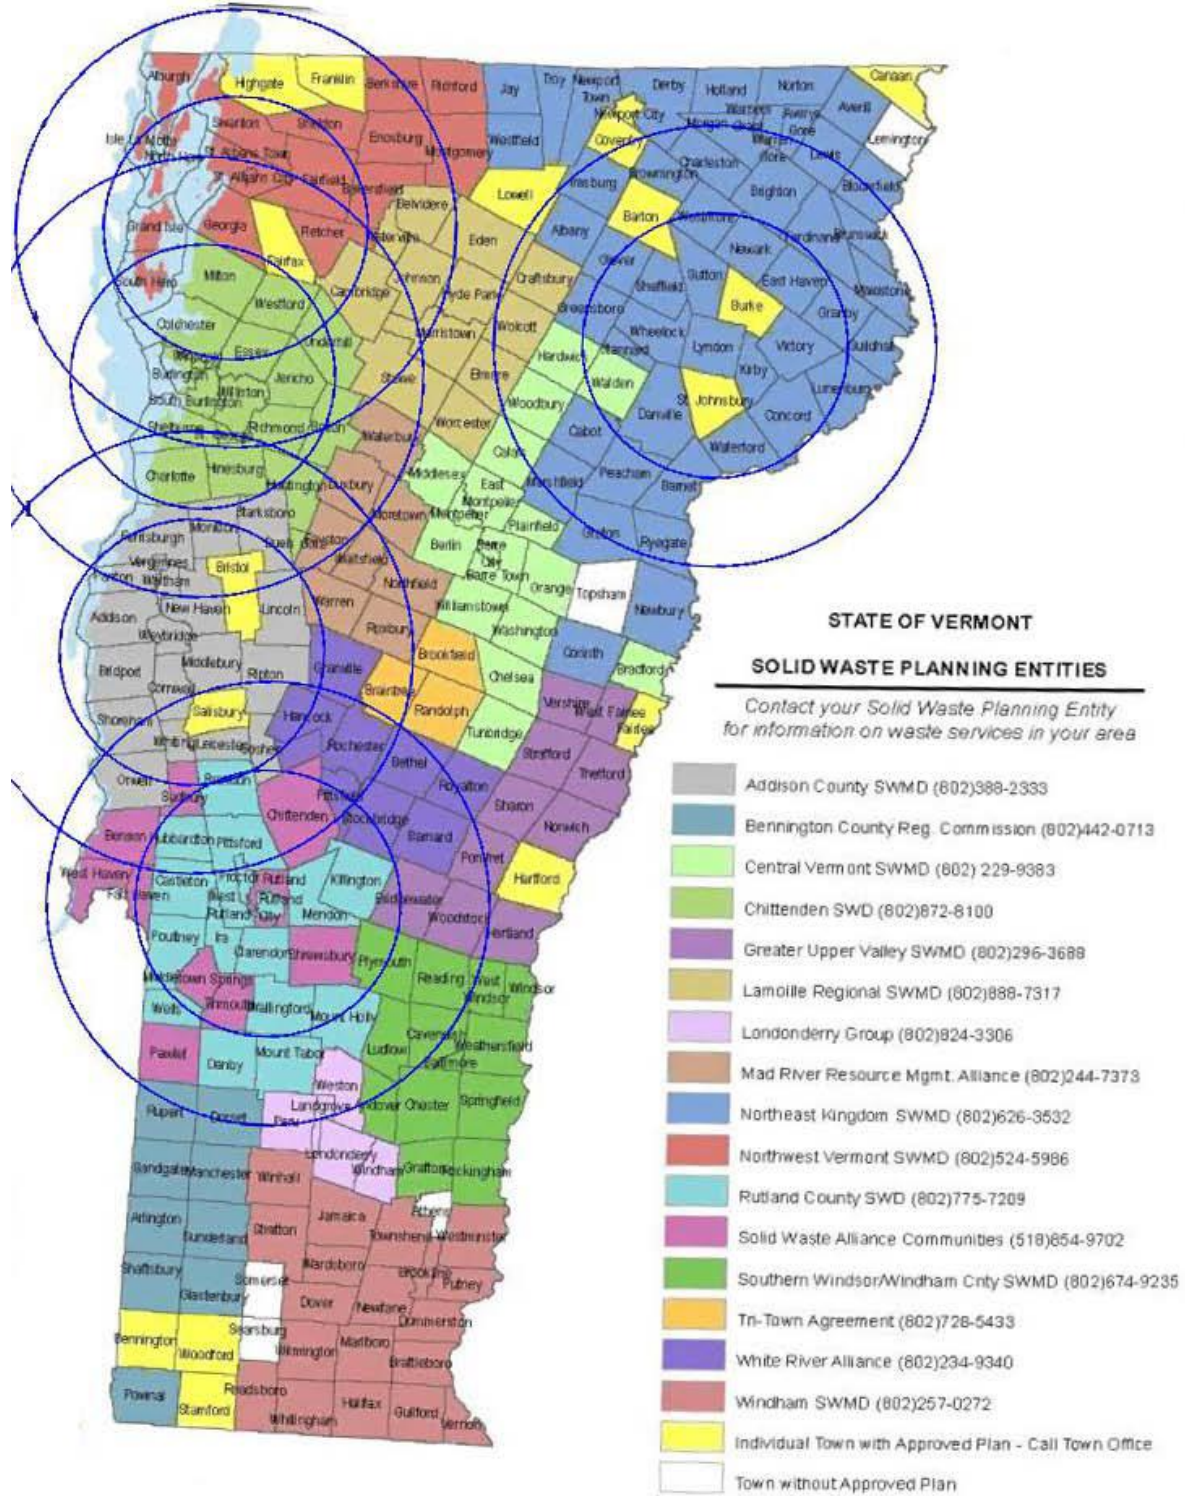 Alburgh
Highgate
Franklin
Berkshire
Richford
Jay
Troy
Newport
Town
Derby
Holland
Norton
Canaan
Averill
Lemington
Newport City
Coventry
Morgan
Isle La Motte
North Hero
Swanton
Sheldon
Enosburg
Montgomery
Westfield
St. Albans Town
St. Albans City
Fairfield
Bakersfield
Belvidere
Lowell
Irasburg
Brownington
Charleston
Brighton
Lewis
Bloomfield
Grand Isle
Georgia
Fairfax
Fletcher
Eden
Albany
Barton
Westmore
Newark
Ferdinand
Brunswick
South Hero
Milton
Westford
Cambridge
Johnson
Hyde Park
Craftsbury
Glover
Sheffield
Sutton
Burke
East Haven
Maidstone
Granby
Colchester
Essex
Underhill
Morristown
Wolcott
Greensboro
Wheelock
Lyndon
Victory
Guildhall
Burlington
South Burlington
Williston
Jericho
Stowe
Elmore
Hardwick
Stannard
Walden
Kirby
Lunenburg
Shelburne
Richmond
Waterbury
Worcester
Woodbury
Cabot
Danville
St. Johnsbury
Concord
Waterford
Charlotte
Hinesburg
Huntington
Duxbury
Middlesex
Calais
East
Montpelier
Marshfield
Peacham
Barnet
Starksboro
Moretown
Montpelier
Plainfield
Groton
Ryegate
Ferrisburgh
Monkton
Buels Gore
Fayston
Waitsfield
Berlin
Barre
City
Barre Town
Orange
Topsham
Newbury
Vergennes
Panton
Waltham
Bristol
Northfield
Addison
New Haven
Lincoln
Warren
Williamstown
Washington
Weybridge
Roxbury
Brookfield
Corinth
Bradford
Bridport
Middlebury
Ripton
Granville
Chelsea
Cornwall
Braintree
Randolph
Vershire
West Fairlee
Fairlee
Shoreham
Salisbury
Hancock
Tunbridge
Whiting
Leicester
Goshen
Rochester
Bethel
Strafford
Thetford
Orwell
Brandon
Sudbury
Pittsfield
Royalton
Sharon
Chittenden
Stockbridge
Barnard
Norwich
Benson
Hubbardton
Pittsford
Pomfret
Hartford
West Haven
Fair Haven
Castleton
Proctor
Rutland
Killington
West
Rutland
Rutland
City
Mendon
Bridgewater
Woodstock
Hartland
Poultney
Ira
Clarendon
Shrewsbury
Plymouth
Reading
West
Windsor
Windsor
Middletown Springs
Tinmouth
Wallingford
Mount Holly
Wells
Cavendish
Weathersfield
Ludlow
Baltimore
Pawlet
Danby
Mount Tabor
Weston
Landgrove
Andover
Chester
Springfield
Rupert
Dorset
Peru
Londonderry
Windham
Grafton
Rockingham
Sandgate
Manchester
Winhall
Athens
Arlington
Sunderland
Stratton
Jamaica
Townshend
Westminster
Shaftsbury
Wardsboro
Brookline
Putney
Glastenbury
Somerset
Dover
Newfane
Dummerston
Bennington
Woodford
Searsburg
Wilmington
Marlboro
Brattleboro
Pownal
Stamford
Readsboro
Whitingham
Halifax
Guilford
Vernon
STATE OF VERMONT
SOLID WASTE PLANNING ENTITIES
Contact your Solid Waste Planning Entity
for information on waste services in your area
Addison County SWMD (802)388-2333
Bennington County Reg. Commission (802)442-0713
Central Vermont SWMD (802) 229-9383
Chittenden SWD (802)872-8100
Greater Upper Valley SWMD (802)296-3688
Lamoille Regional SWMD (802)888-7317
Londonderry Group (802)824-3306
Mad River Resource Mgmt. Alliance (802)244-7373
Northeast Kingdom SWMD (802)626-3532
Northwest Vermont SWMD (802)524-5986
Rutland County SWD (802)775-7209
Solid Waste Alliance Communities (518)854-9702
Southern Windsor/Windham Cnty SWMD (802)674-9235
Tri-Town Agreement (802)728-5433
White River Alliance (802)234-9340
Windham SWMD (802)257-0272
Individual Town with Approved Plan - Call Town Office
Town without Approved Plan